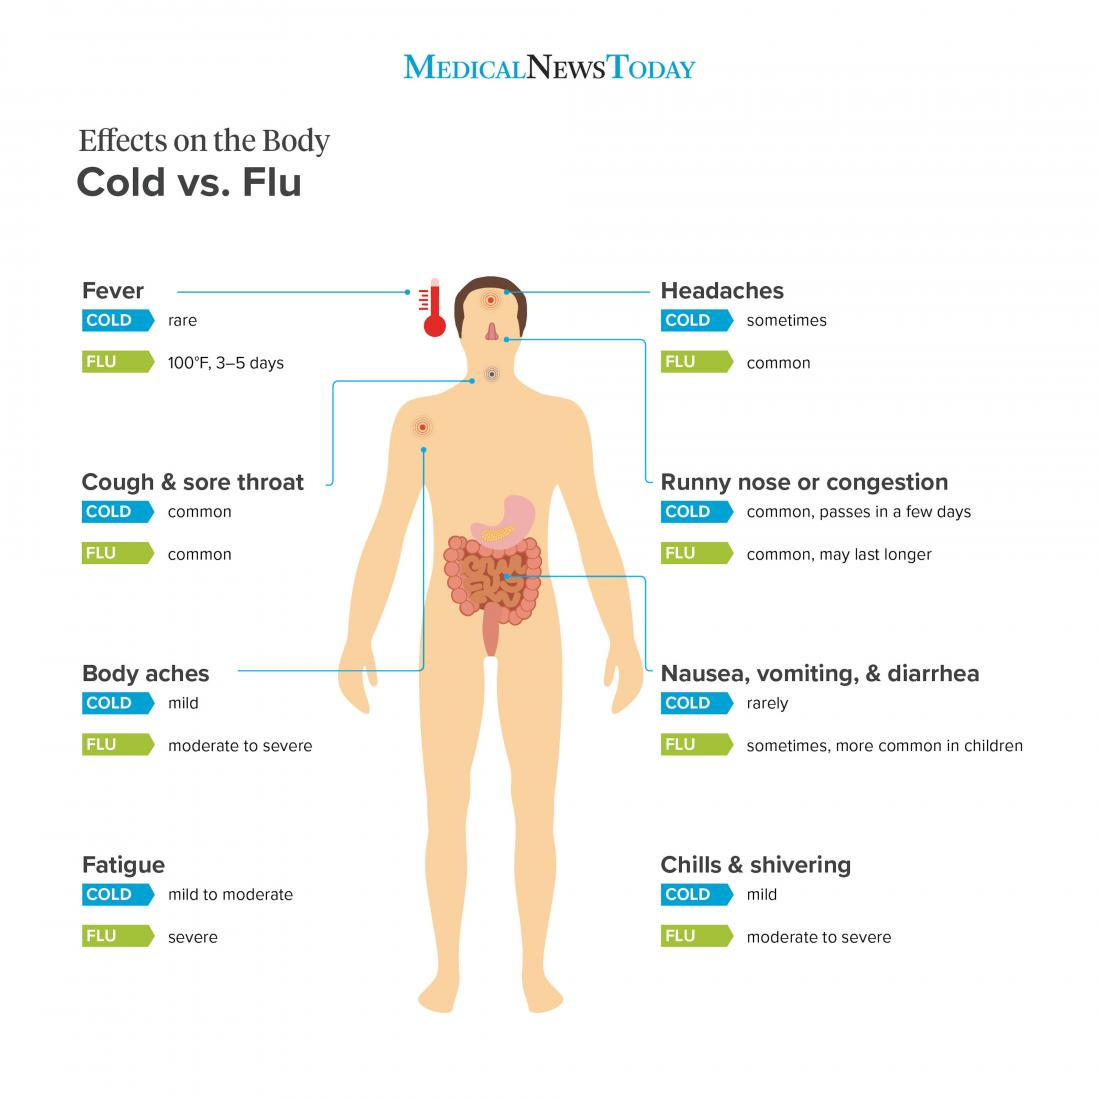 MEDICALNEWSTODAY
Effects on the Body
Cold vs. Flu
Fever
COLD rare
FLU 100°F, 3–5 days
Cough & sore throat
COLD common
FLU common
Body aches
COLD mild
FLU moderate to severe
Fatigue
COLD mild to moderate
FLU severe
Headaches
COLD sometimes
FLU common
Runny nose or congestion
COLD common, passes in a few days
FLU common, may last longer
Nausea, vomiting, & diarrhea
COLD rarely
FLU sometimes, more common in children
Chills & shivering
COLD mild
FLU moderate to severe